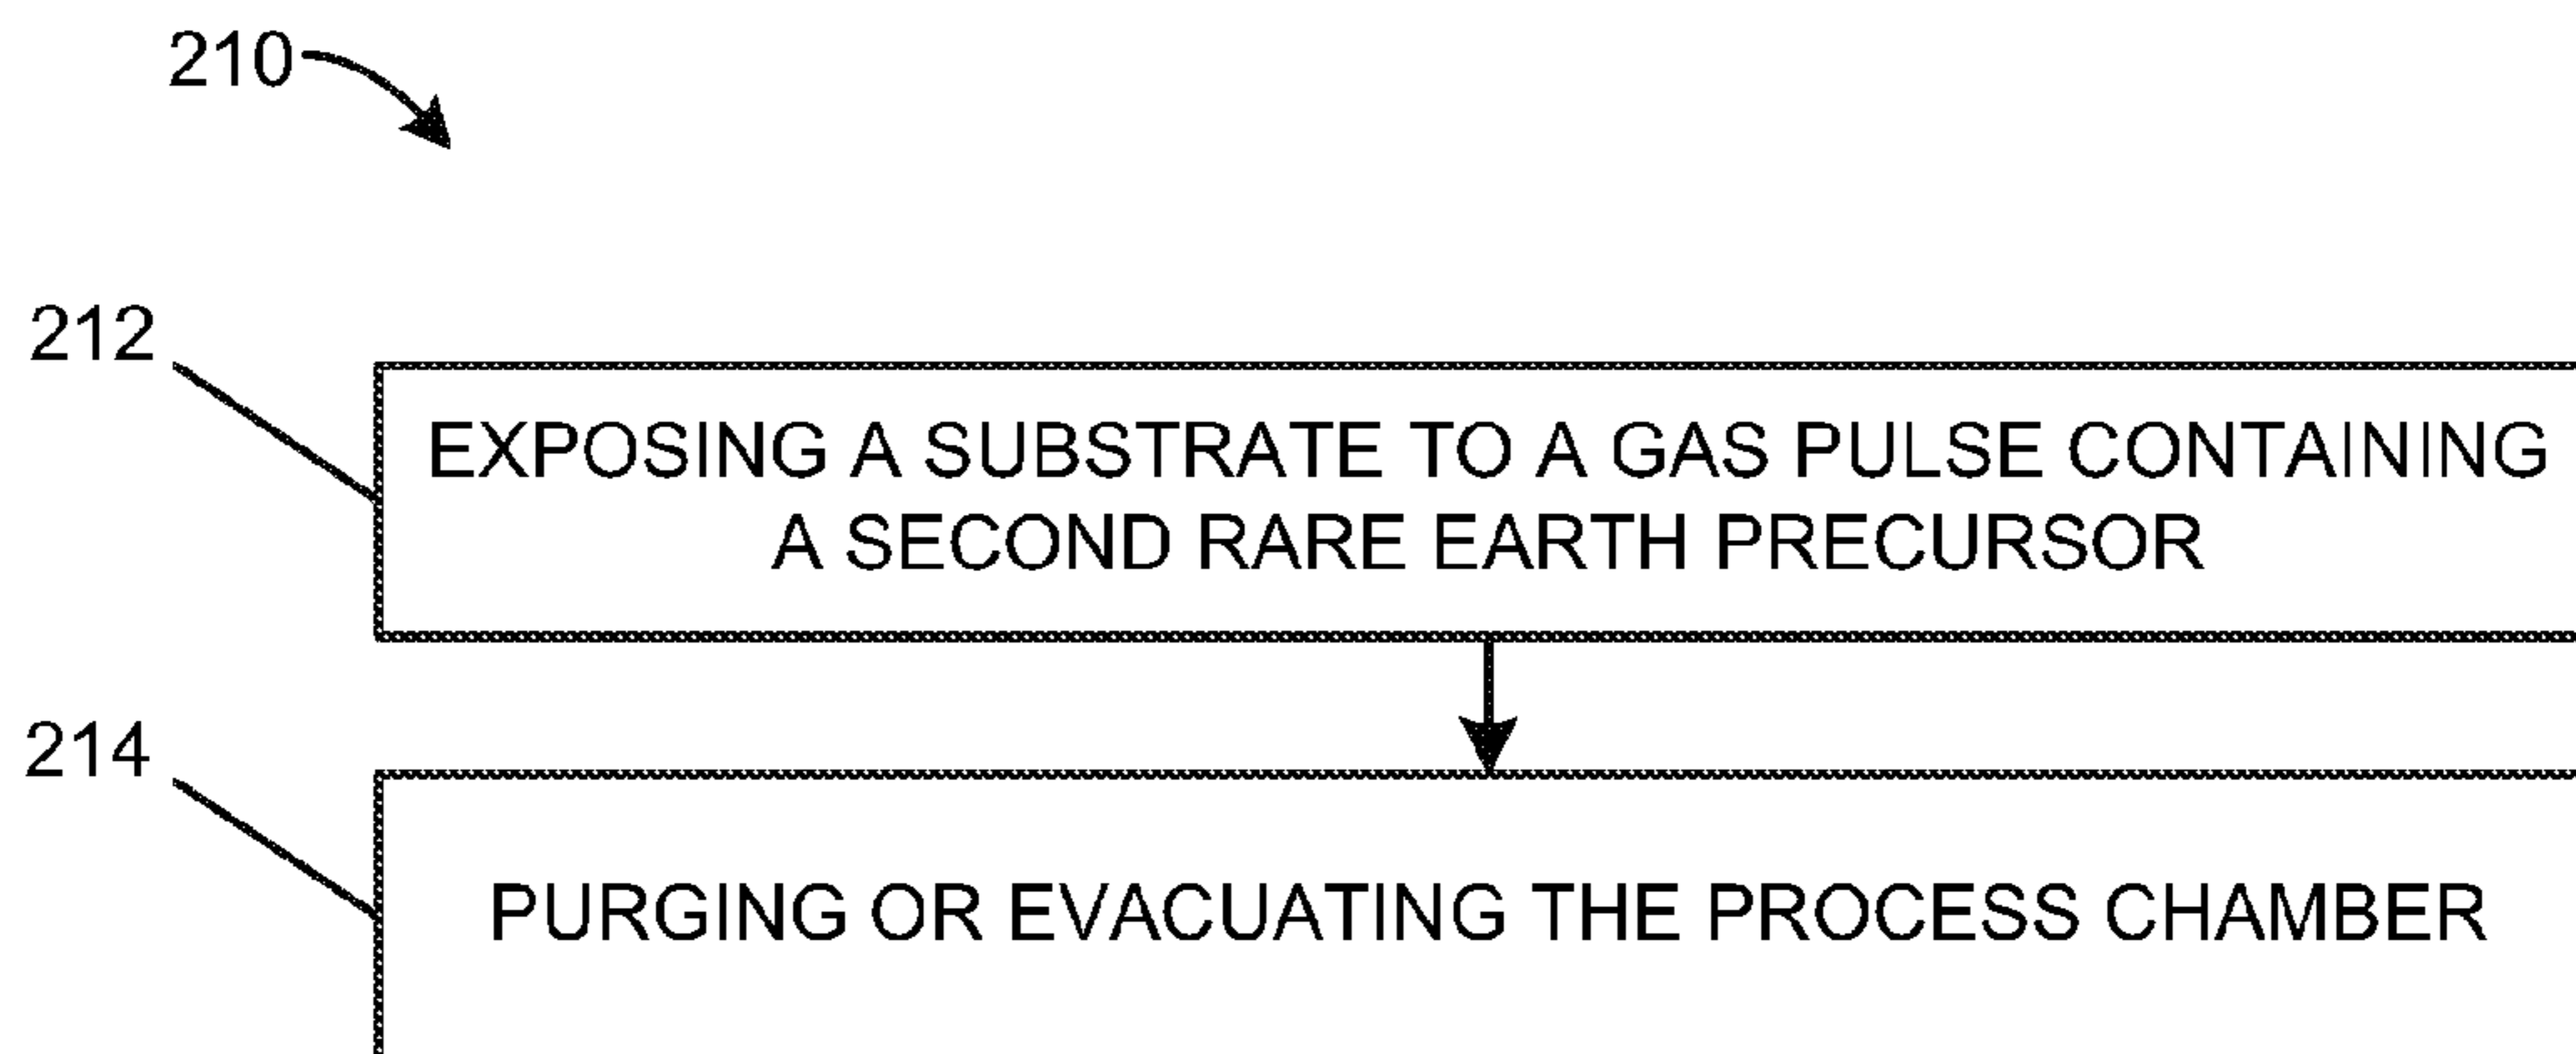 210
212
EXPOSING A SUBSTRATE TO A GAS PULSE CONTAINING
A SECOND RARE EARTH PRECURSOR
214
PURGING OR EVACUATING THE PROCESS CHAMBER